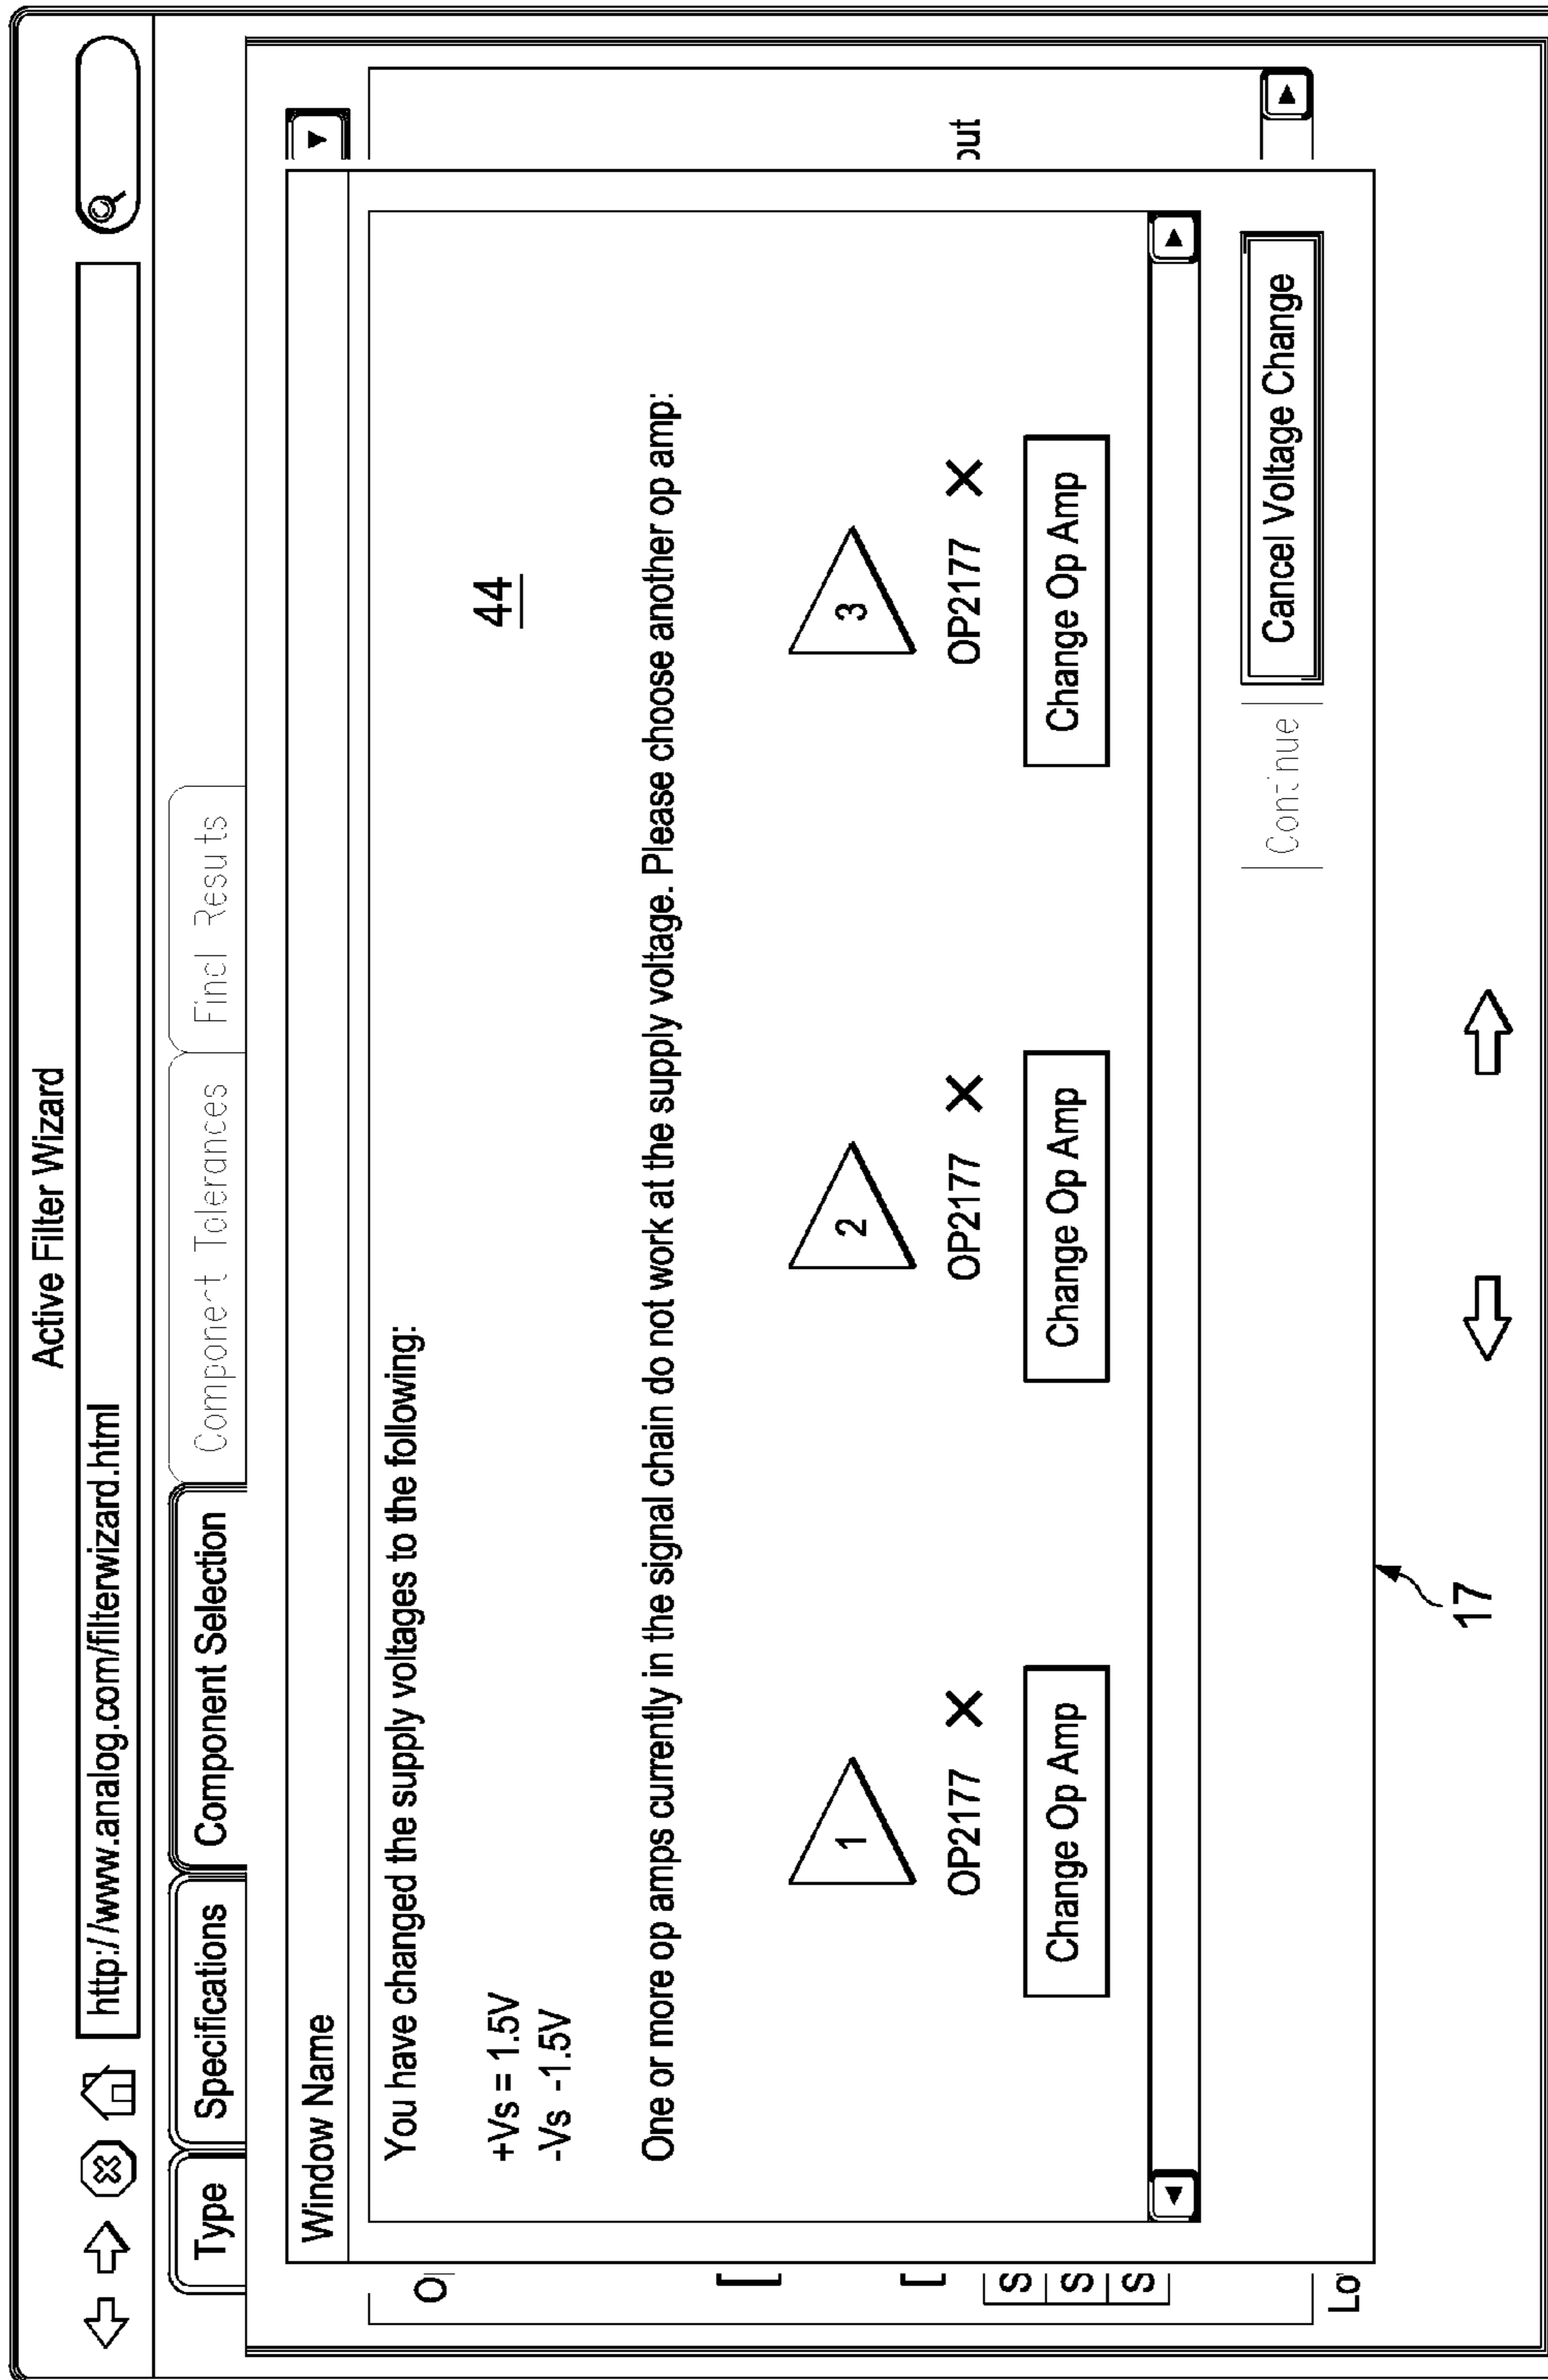 Active Filter Wizard
http://www.analog.com/filterwizard.html
Type
Specifications
Component Selection
Component Tolerances
Final Results
Window Name
You have changed the supply voltages to the following:
+Vs = 1.5V
-Vs -1.5V
44
One or more op amps currently in the signal chain do not work at the supply voltage. Please choose another op amp:
1
2
3
OP2177 X
OP2177 X
OP2177 X
Change Op Amp
Change Op Amp
Change Op Amp
Continue
Cancel Voltage Change
O
S
S
S
Lo
out
17